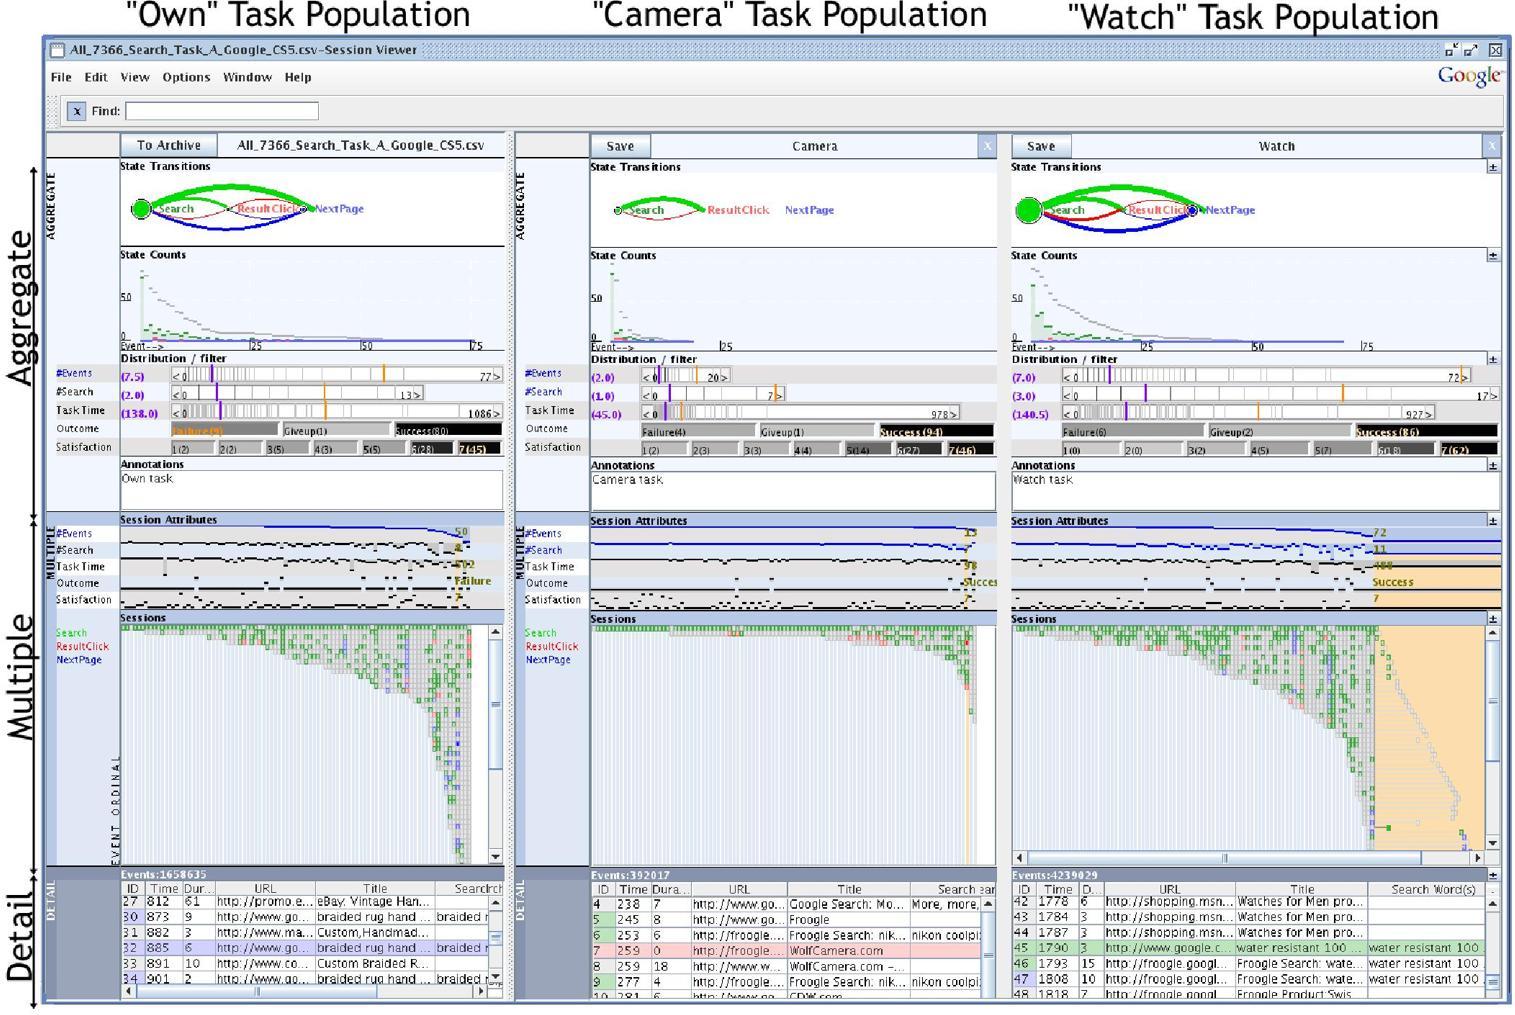 "Own" Task Population
"Camera" Task Population
"Watch" Task Population
All_7366_Search_Task_A_Google_CS5.csv-Session Viewer
File Edit View Options Window Help
Google
x Find:
Aggregate
Multiple
Detail
To Archive All_7366_Search_Task_A_Google_CS5.csv
AGGREGATE
State Transitions
Search ResultClick NextPage
State Counts
50
0
Event--> 25 50 75
Distribution / filter
#Events (7.5) <0 77>
#Search (2.0) <0 13>
Task Time (138.0) <0 1086>
Outcome Failure(9) Giveup(1) Success(80)
Satisfaction 1(2) 2(2) 3(5) 4(3) 5(5) 6(28) 7(45)
Annotations
Own task
MULTIPLE
Session Attributes
#Events 50
#Search
Task Time
Outcome Failure
Satisfaction 7
Sessions
Search
ResultClick
NextPage
EVENT ORDINAL
DETAIL
Events:1658635
ID Time Dur... URL Title Search
27 812 61 http://promo.e... eBay: Vintage Han...
30 873 9 http://www.go... braided rug hand ... braided r
31 882 3 http://www.ma... Custom,Handmad...
32 885 6 http://www.go... braided rug hand ... braided r
33 891 10 http://www.co... Custom Braided R...
34 901 2 http://www.go... braided rug hand ... braided r
Save Camera x
AGGREGATE
State Transitions
Search ResultClick NextPage
State Counts
50
0
Event--> 25
Distribution / filter
#Events (2.0) <0 20>
#Search (1.0) <0 7>
Task Time (45.0) <0 978>
Outcome Failure(4) Giveup(1) Success(94)
Satisfaction 1(2) 2(3) 3(3) 4(4) 5(14) 6(27) 7(46)
Annotations
Camera task
MULTIPLE
Session Attributes
#Events 13
#Search
Task Time 98
Outcome Succes
Satisfaction
Sessions
Search
ResultClick
NextPage
DETAIL
Events:392017
ID Time Dura... URL Title Search
4 238 7 http://www.go... Google Search: Mo... More, more,
5 245 8 http://www.go... Froogle
6 253 6 http://froogle.... Froogle Search: nik... nikon coolpi
7 259 0 http://froogle.... WolfCamera.com
8 259 18 http://www.w... WolfCamera.com -...
9 277 4 http://froogle.... Froogle Search: nik... nikon coolpi
10 281 6 http://www.go CDW.com
Save Watch x
State Transitions
Search ResultClick NextPage
State Counts
50
0
Event--> 25 50 75
Distribution / filter
(7.0) <0 72>
(3.0) <0 17>
(140.5) <0 927>
Failure(6) Giveup(2) Success(86)
1(0) 2(0) 3(2) 4(5) 5(7) 6(18) 7(62)
Annotations
Watch task
Session Attributes
72
11
488
Success
7
Sessions
Events:4239029
ID Time D... URL Title Search Word(s)
42 1778 6 http://shopping.msn... Watches for Men pro...
43 1784 3 http://shopping.msn... Watches for Men pro...
44 1787 3 http://shopping.msn... Watches for Men pro...
45 1790 3 http://www.google.c... water resistant 100 ... water resistant 100
46 1793 15 http://froogle.googl... Froogle Search: wate... water resistant 100
47 1808 10 http://froogle.googl... Froogle Search: wate... water resistant 100
48 1818 7 http://froogle.googl Froogle Product:Swis